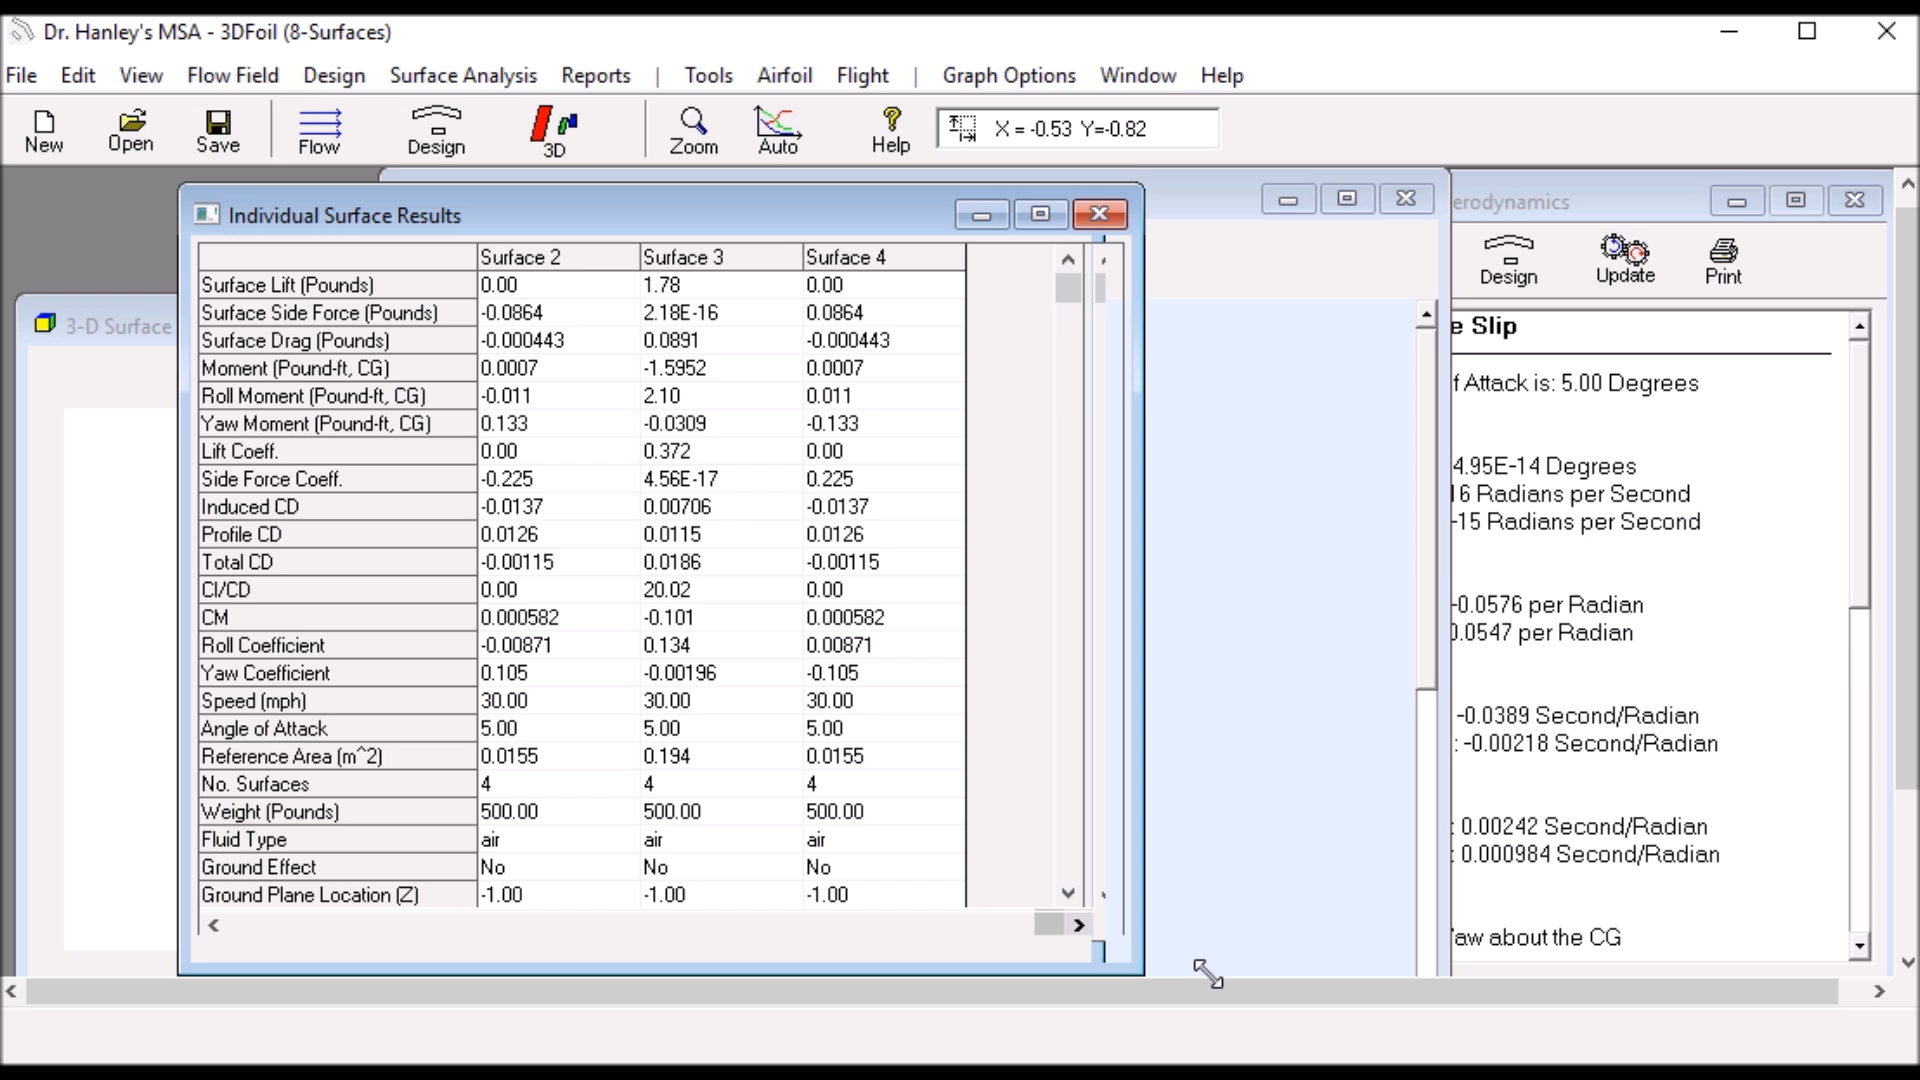 Dr. Hanley's MSA - 3DFoil (8-Surfaces)
File Edit View Flow Field Design Surface Analysis Reports | Tools Airfoil Flight | Graph Options Window Help
New Open Save Flow Design 3D Zoom Auto Help X = -0.53 Y=-0.82
Individual Surface Results
Surface 2 Surface 3 Surface 4
Surface Lift (Pounds) 0.00 1.78 0.00
Surface Side Force (Pounds) -0.0864 2.18E-16 0.0864
Surface Drag (Pounds) -0.000443 0.0891 -0.000443
Moment (Pound-ft, CG) 0.0007 -1.5952 0.0007
Roll Moment (Pound-ft, CG) -0.011 2.10 0.011
Yaw Moment (Pound-ft, CG) 0.133 -0.0309 -0.133
Lift Coeff. 0.00 0.372 0.00
Side Force Coeff. -0.225 4.56E-17 0.225
Induced CD -0.0137 0.00706 -0.0137
Profile CD 0.0126 0.0115 0.0126
Total CD -0.00115 0.0186 -0.00115
Cl/CD 0.00 20.02 0.00
CM 0.000582 -0.101 0.000582
Roll Coefficient -0.00871 0.134 0.00871
Yaw Coefficient 0.105 -0.00196 -0.105
Speed (mph) 30.00 30.00 30.00
Angle of Attack 5.00 5.00 5.00
Reference Area (m^2) 0.0155 0.194 0.0155
No. Surfaces 4 4 4
Weight (Pounds) 500.00 500.00 500.00
Fluid Type air air air
Ground Effect No No No
Ground Plane Location (Z) -1.00 -1.00 -1.00
3-D Surface
erodynamics
Design Update Print
e Slip
f Attack is: 5.00 Degrees
4.95E-14 Degrees
16 Radians per Second
-15 Radians per Second
-0.0576 per Radian
0.0547 per Radian
-0.0389 Second/Radian
: -0.00218 Second/Radian
: 0.00242 Second/Radian
: 0.000984 Second/Radian
Yaw about the CG